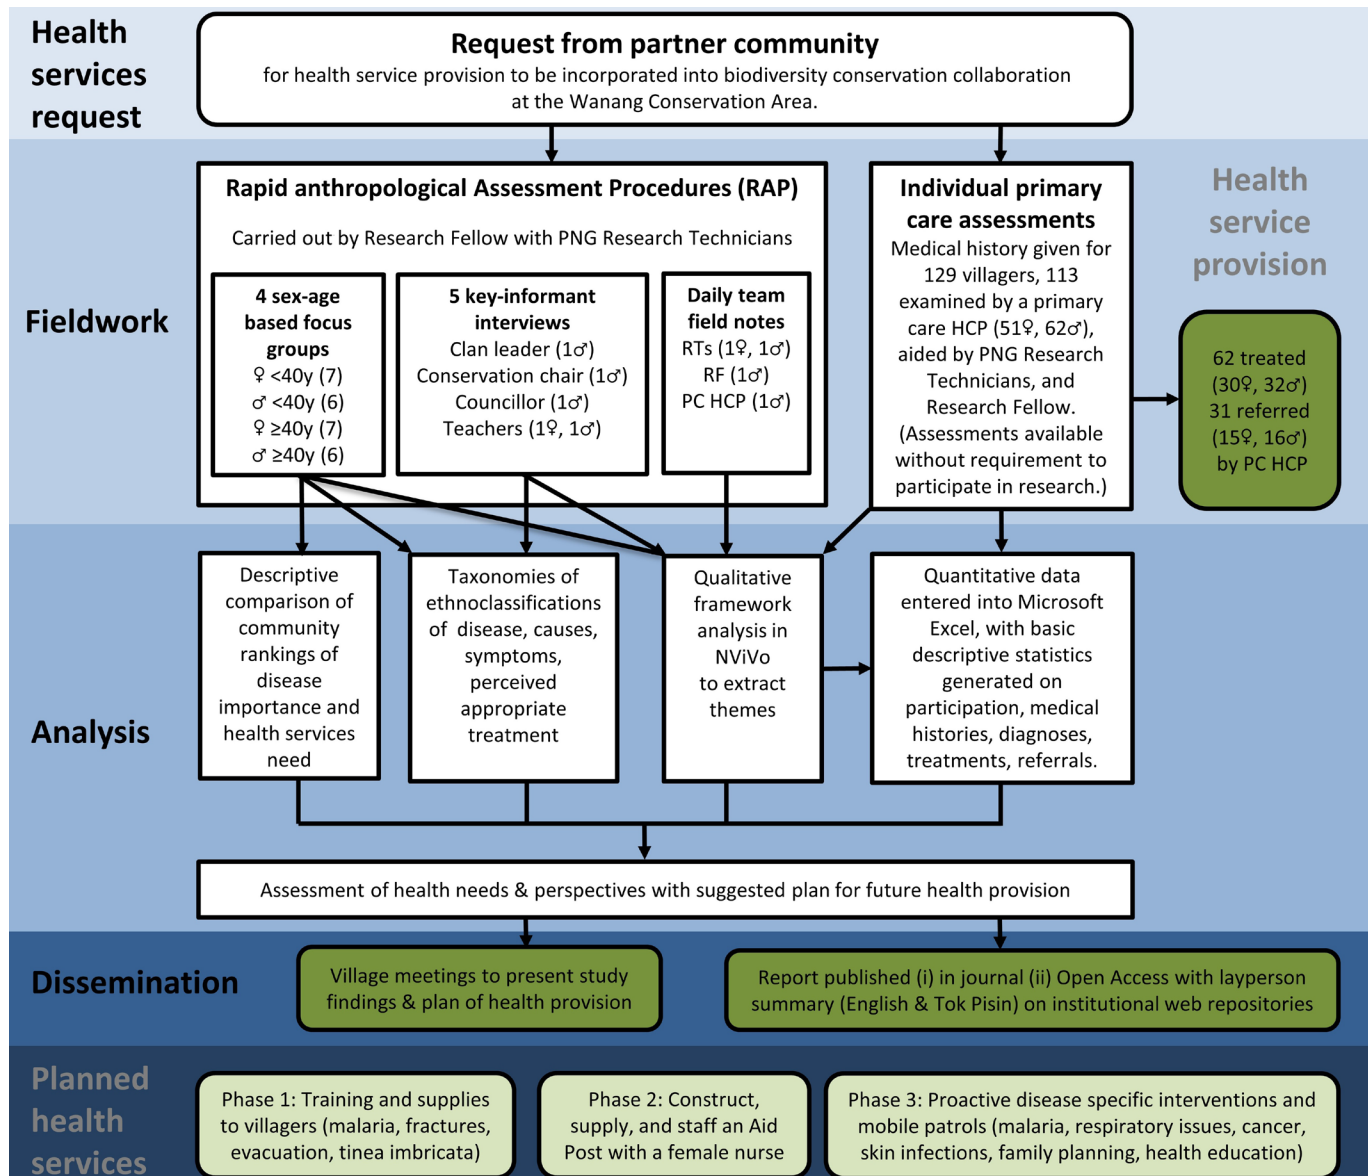 Health
services
request
Request from partner community
for health service provision to be incorporated into biodiversity conservation collaboration
at the Wanang Conservation Area.
Fieldwork
Rapid anthropological Assessment Procedures (RAP)
Carried out by Research Fellow with PNG Research Technicians
4 sex-age
based focus
groups
♀ <40y (7)
♂ <40y (6)
♀ ≥40y (7)
♂ ≥40y (6)
5 key-informant
interviews
Clan leader (1♂)
Conservation chair (1♂)
Councillor (1♂)
Teachers (1♀, 1♂)
Daily team
field notes
RTs (1♀, 1♂)
RF (1♂)
PC HCP (1♂)
Individual primary
care assessments
Medical history given for
129 villagers, 113
examined by a primary
care HCP (51♀, 62♂),
aided by PNG Research
Technicians, and
Research Fellow.
(Assessments available
without requirement to
participate in research.)
Health
service
provision
62 treated
(30♀, 32♂)
31 referred
(15♀, 16♂)
by PC HCP
Analysis
Descriptive
comparison of
community
rankings of
disease
importance and
health services
need
Taxonomies of
ethnoclassifications
of disease, causes,
symptoms,
perceived
appropriate
treatment
Qualitative
framework
analysis in
NViVo
to extract
themes
Quantitative data
entered into Microsoft
Excel, with basic
descriptive statistics
generated on
participation, medical
histories, diagnoses,
treatments, referrals.
Assessment of health needs & perspectives with suggested plan for future health provision
Dissemination
Village meetings to present study
findings & plan of health provision
Report published (i) in journal (ii) Open Access with layperson
summary (English & Tok Pisin) on institutional web repositories
Planned
health
services
Phase 1: Training and supplies
to villagers (malaria, fractures,
evacuation, tinea imbricata)
Phase 2: Construct,
supply, and staff an Aid
Post with a female nurse
Phase 3: Proactive disease specific interventions and
mobile patrols (malaria, respiratory issues, cancer,
skin infections, family planning, health education)